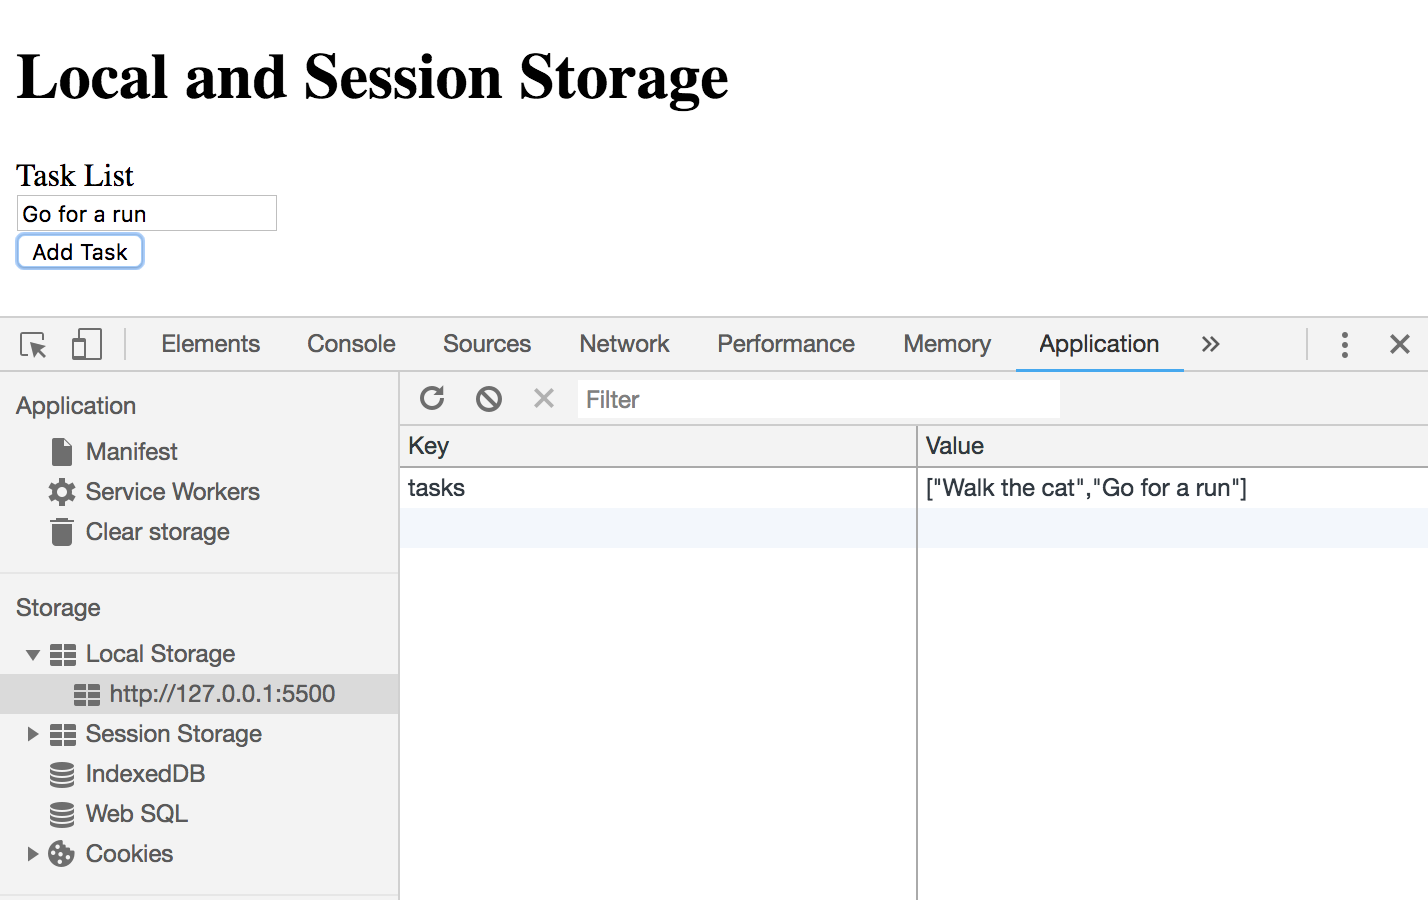 Local and Session Storage
Task List
Go for a run
Add Task
Elements Console Sources Network Performance Memory Application »
Application
Manifest
Service Workers
Clear storage
Storage
Local Storage
http://127.0.0.1:5500
Session Storage
IndexedDB
Web SQL
Cookies
Filter
Key Value
tasks ["Walk the cat","Go for a run"]